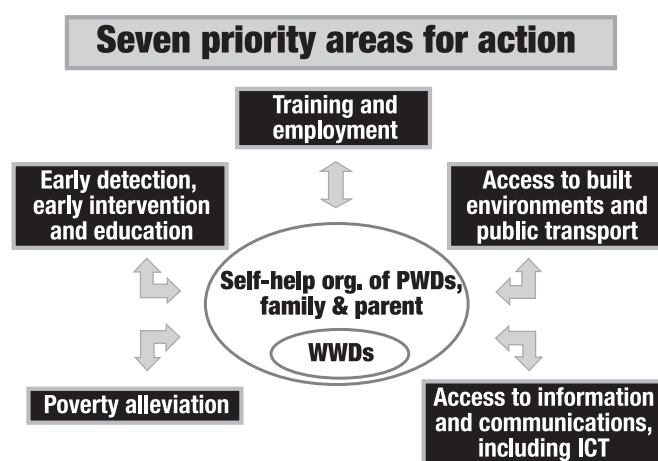 Seven priority areas for action
Training and
employment
Early detection,
early intervention
and education
Access to built
environments and
public transport
Self-help org. of PWDs,
family & parent
WWDs
Poverty alleviation
Access to information
and communications,
including ICT